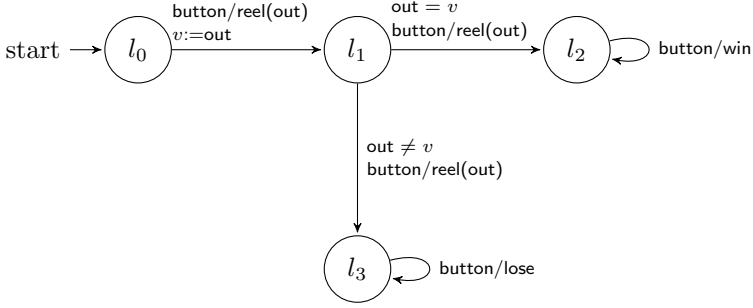 button/reel(out)
v:=out
out = v
button/reel(out)
start
l0
l1
l2
button/win
out ≠ v
button/reel(out)
l3
button/lose